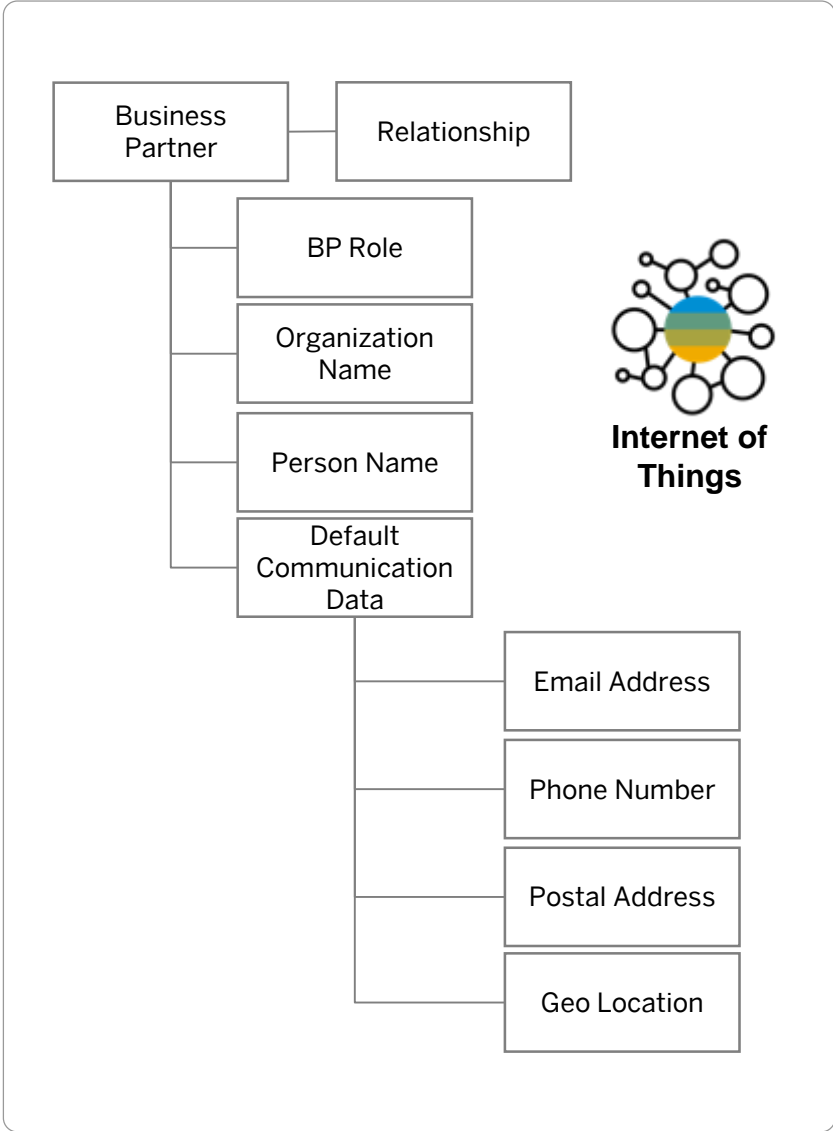 Business
Partner
Relationship
BP Role
Organization
Name
Person Name
Default
Communication
Data
Internet of
Things
Email Address
Phone Number
Postal Address
Geo Location